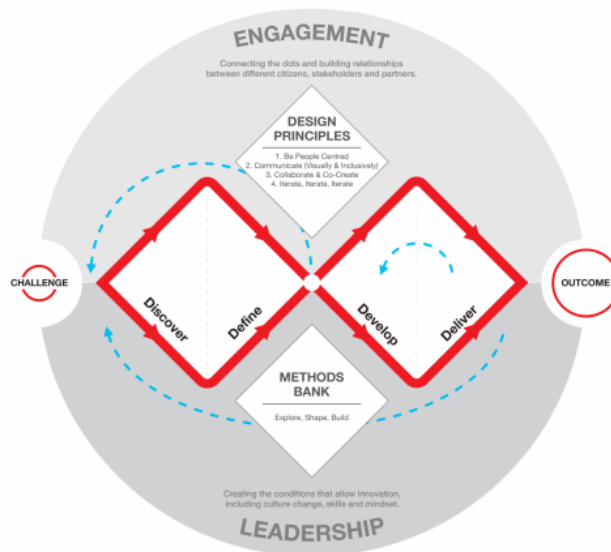 ENGAGEMENT
Connecting the dots and building relationships
between different citizens, stakeholders and partners.
DESIGN
PRINCIPLES
1. Be People Centred
2. Communicate (Visually & Inclusively)
3. Collaborate & Co-Create
4. Iterate, Iterate, Iterate
CHALLENGE
OUTCOME
Discover
Define
Develop
Deliver
METHODS
BANK
Explore, Shape, Build
Creating the conditions that allow innovation,
including culture change, skills and mindset.
LEADERSHIP